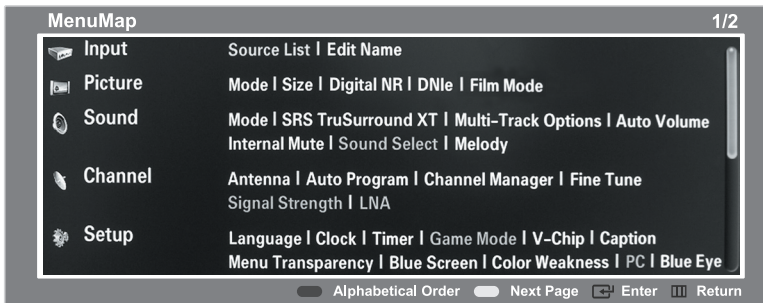 MenuMap 1/2
Input Source List | Edit Name
Picture Mode | Size | Digital NR | DNIe | Film Mode
Sound Mode | SRS TruSurround XT | Multi-Track Options | Auto Volume
Internal Mute | Sound Select | Melody
Channel Antenna | Auto Program | Channel Manager | Fine Tune
Signal Strength | LNA
Setup Language | Clock | Timer | Game Mode | V-Chip | Caption
Menu Transparency | Blue Screen | Color Weakness | PC | Blue Eye
Alphabetical Order Next Page Enter Return